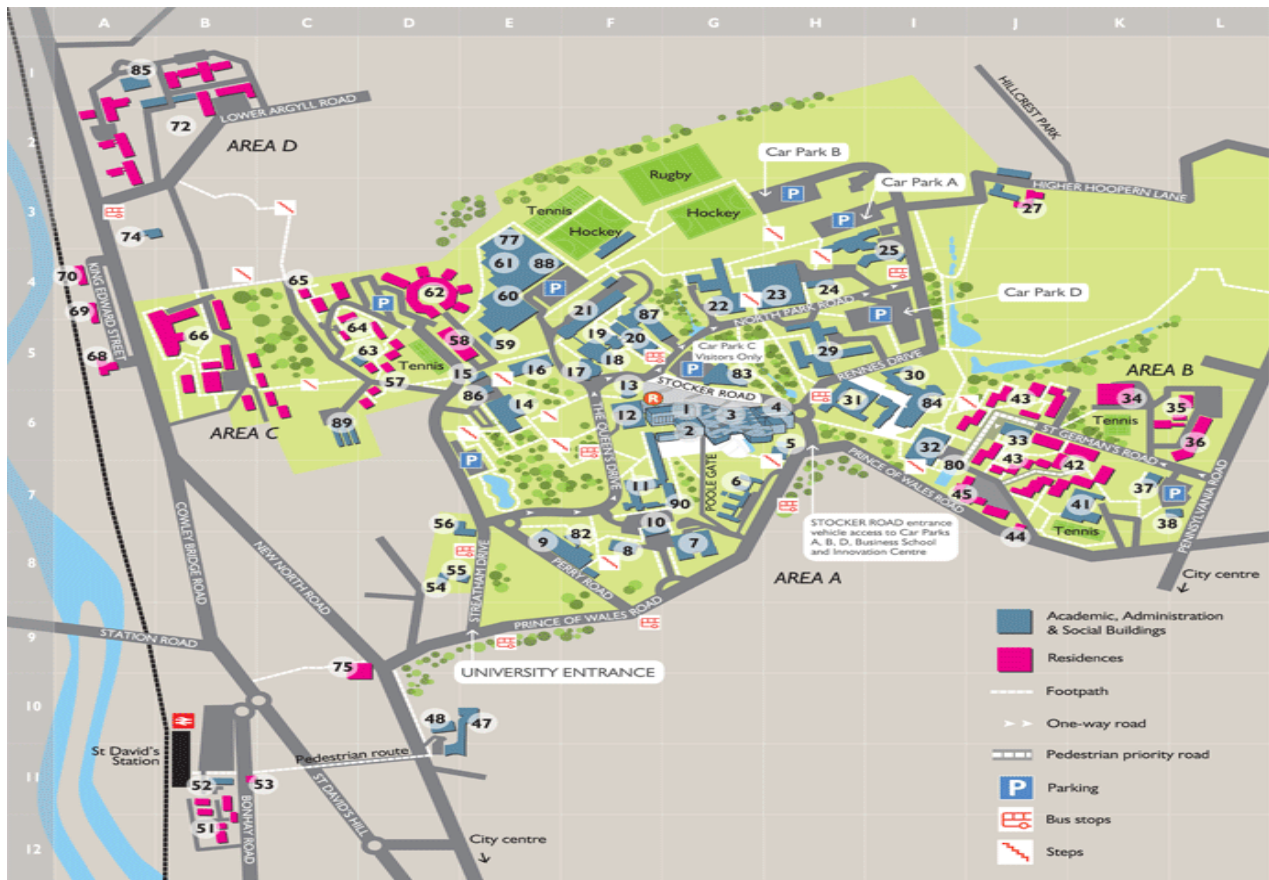 A B C D E F G H I J K L
1
85
LOWER ARGYLL ROAD
72
HILLCREST PARK
2
AREA D
Car Park B
Rugby
Car Park A
P
HIGHER HOOPERN LANE
3
Tennis
Hockey
27
P
74
Hockey
77
25
70
61
88
4
65
62
KING EDWARD STREET
60
P
23
24
P
22
Car Park D
69
21
NORTH PARK ROAD
P
64
19
87
66
58
20
59
5
63
18
Car Park C
Visitors Only
29
68
Tennis
15
16
17
P
83
RENNES DRIVE
30
AREA B
57
13
STOCKER ROAD
86
R
43
34
14
12
1
3
4
31
84
35
6
AREA C
89
THE QUEEN'S DRIVE
2
Tennis
33
ST GERMAN'S ROAD
5
32
36
P
43
42
80
POOLE GATE
PRINCE OF WALES ROAD
7
11
6
45
37
P
90
41
56
10
STOCKER ROAD entrance
vehicle access to Car Parks
A, B, D, Business School
and Innovation Centre
38
82
Tennis
44
9
8
7
PENNSYLVANIA ROAD
COWLEY BRIDGE ROAD
NEW NORTH ROAD
8
55
PERRY ROAD
AREA A
54
City centre
STREATHAM DRIVE
PRINCE OF WALES ROAD
9
STATION ROAD
Academic, Administration
& Social Buildings
75
UNIVERSITY ENTRANCE
Residences
Footpath
10
48
47
One-way road
St David's
Station
Pedestrian route
Pedestrian priority road
11
52
53
P
Parking
BONHAY ROAD
ST DAVID'S HILL
51
Bus stops
City centre
12
Steps